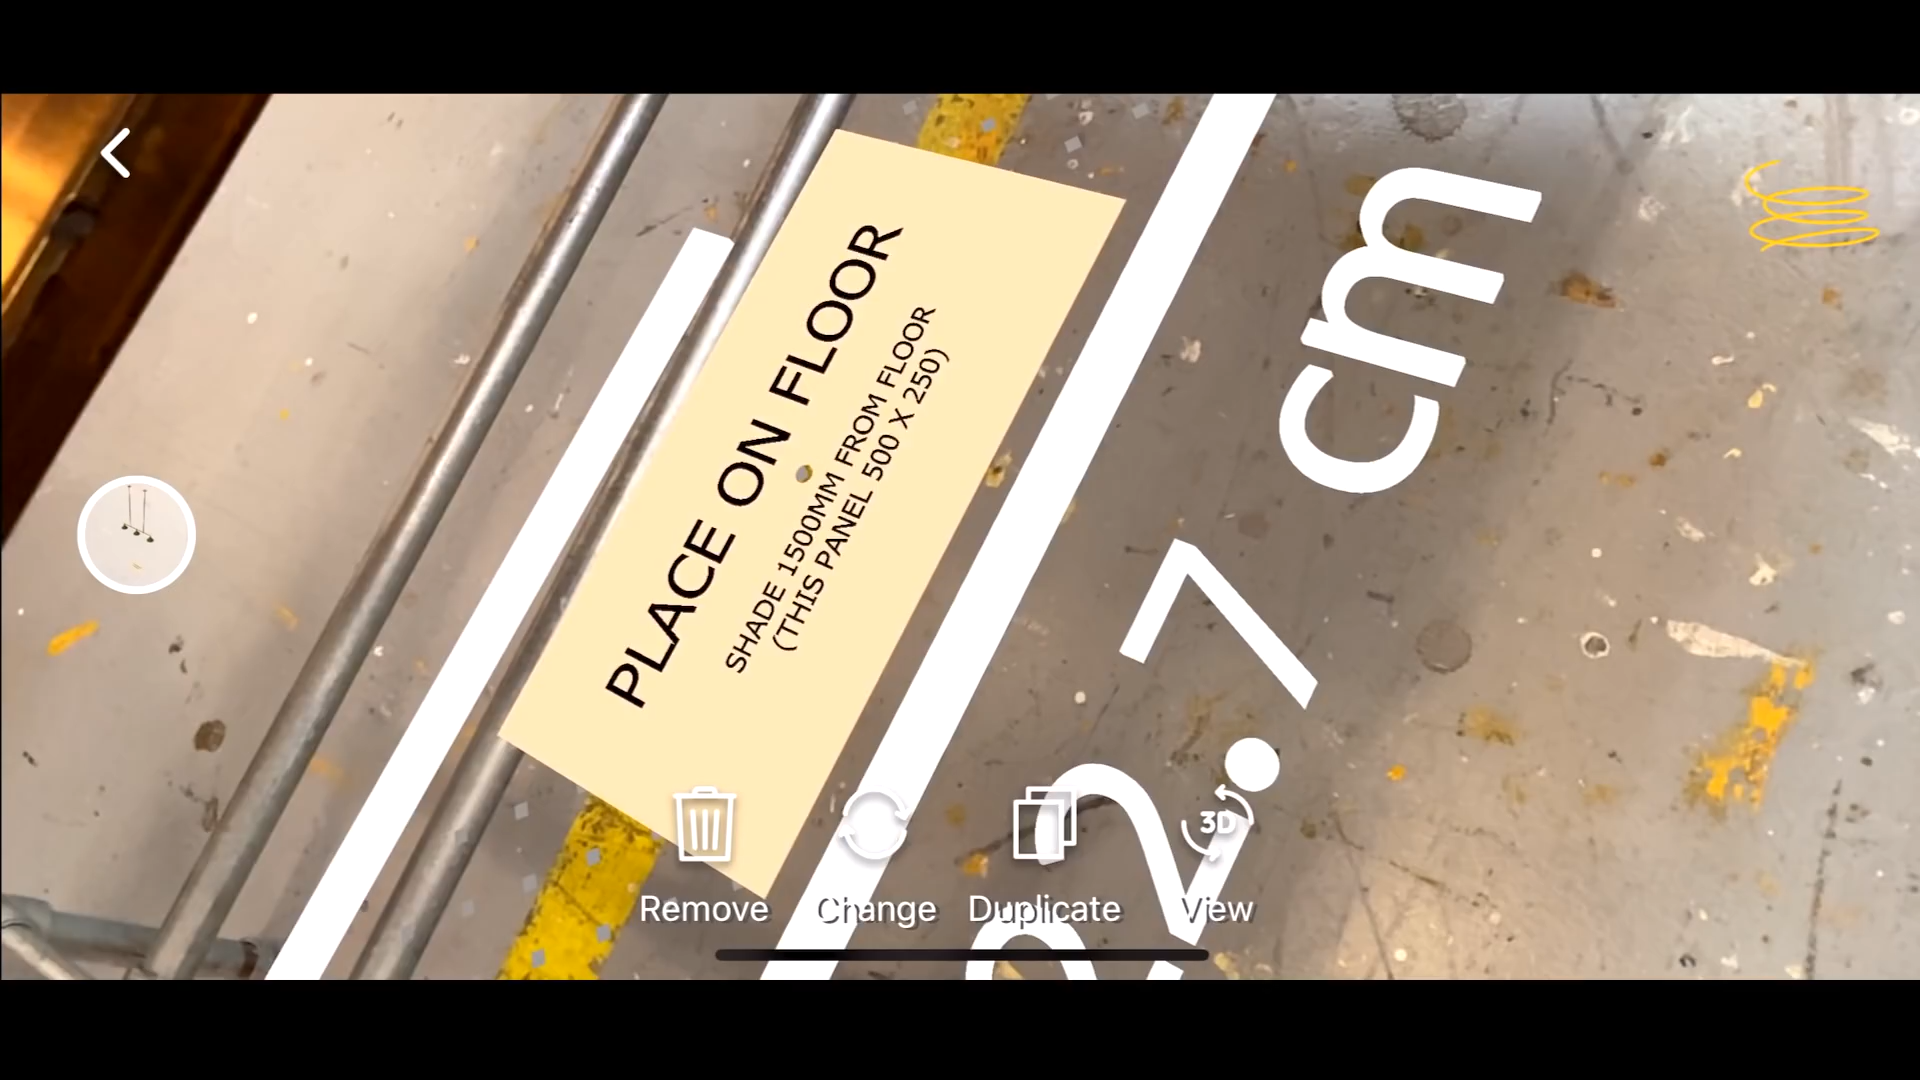 PLACE ON FLOOR
SHADE 1500MM FROM FLOOR
(THIS PANEL 500 X 250)
2.7 cm
3D
Remove
Change
Duplicate
View